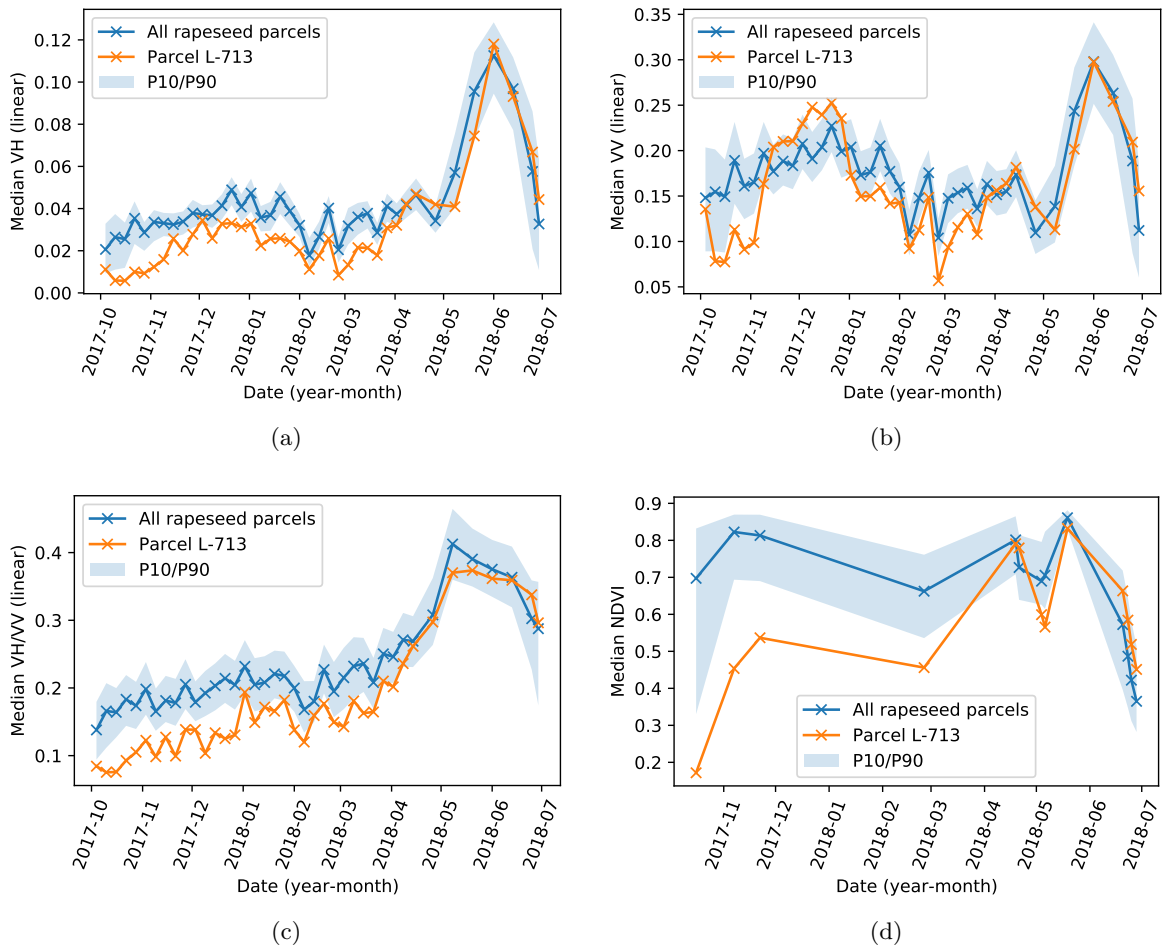 0.12
0.10
0.08
0.06
0.04
0.02
0.00
Median VH (linear)
All rapeseed parcels
Parcel L-713
P10/P90
2017-10
2017-11
2017-12
2018-01
2018-02
2018-03
2018-04
2018-05
2018-06
2018-07
Date (year-month)
(a)
0.35
0.30
0.25
0.20
0.15
0.10
0.05
Median VV (linear)
All rapeseed parcels
Parcel L-713
P10/P90
2017-10
2017-11
2017-12
2018-01
2018-02
2018-03
2018-04
2018-05
2018-06
2018-07
Date (year-month)
(b)
0.4
0.3
0.2
0.1
Median VH/VV (linear)
All rapeseed parcels
Parcel L-713
P10/P90
2017-10
2017-11
2017-12
2018-01
2018-02
2018-03
2018-04
2018-05
2018-06
2018-07
Date (year-month)
(c)
0.9
0.8
0.7
0.6
0.5
0.4
0.3
0.2
Median NDVI
All rapeseed parcels
Parcel L-713
P10/P90
2017-11
2017-12
2018-01
2018-02
2018-03
2018-04
2018-05
2018-06
2018-07
Date (year-month)
(d)